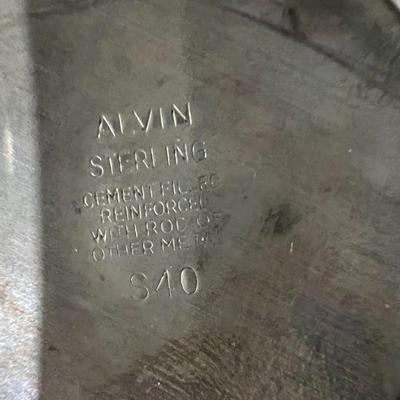 ALVIN
STERLING
CEMENT FILLED
REINFORCED
WITH ROD OF
OTHER METAL
S40